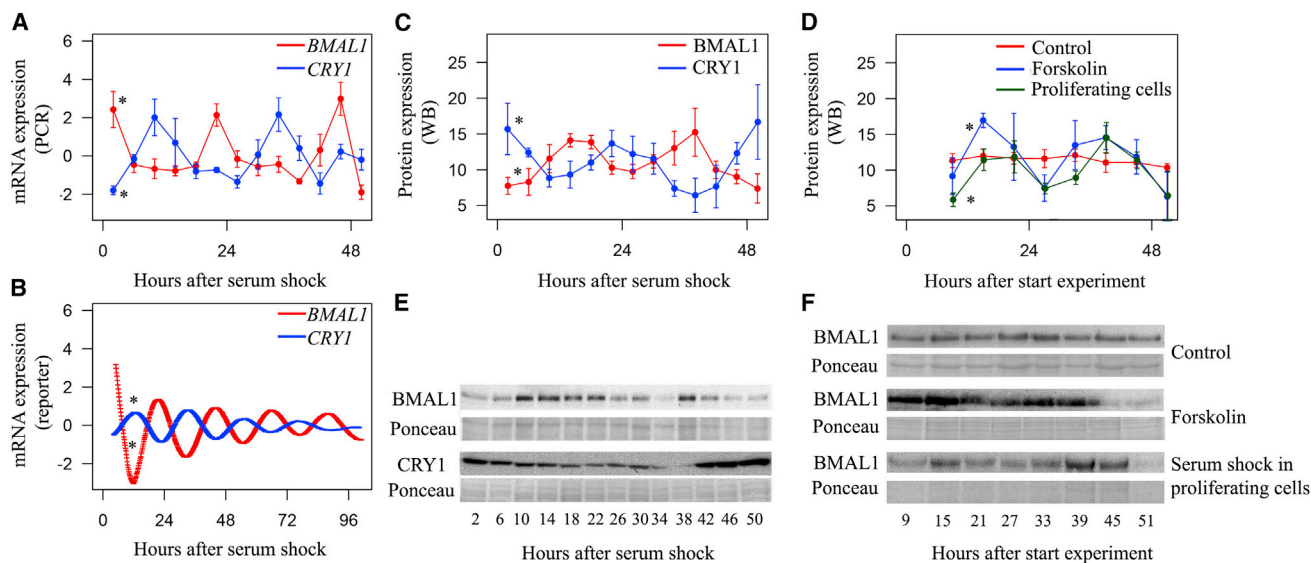 A
6
4
2
0
-2
mRNA expression
(PCR)
BMAL1
CRY1
*
*
0 24 48
Hours after serum shock
C
25
20
15
10
5
Protein expression
(WB)
BMAL1
CRY1
*
*
0 24 48
Hours after serum shock
D
25
20
15
10
5
Protein expression
(WB)
Control
Forskolin
Proliferating cells
*
*
0 24 48
Hours after start experiment
B
6
4
2
0
-2
mRNA expression
(reporter)
BMAL1
CRY1
*
*
0 24 48 72 96
Hours after serum shock
E
BMAL1
Ponceau
CRY1
Ponceau
2 6 10 14 18 22 26 30 34 38 42 46 50
Hours after serum shock
F
BMAL1
Ponceau
Control
BMAL1
Ponceau
Forskolin
BMAL1
Ponceau
Serum shock in
proliferating cells
9 15 21 27 33 39 45 51
Hours after start experiment